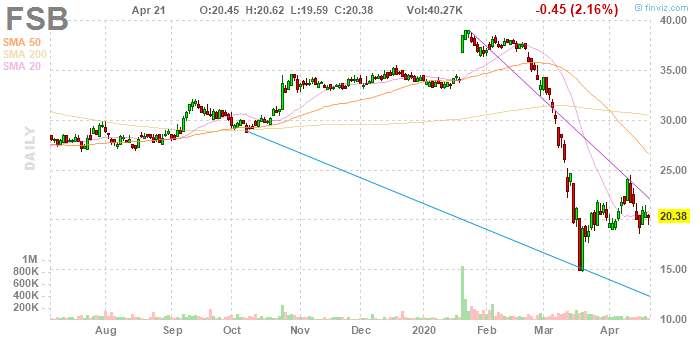 FSB Apr 21 O:20.45 H:20.62 L:19.59 C:20.38 Vol:40.27K -0.45 (2.16%) © finviz.com
SMA 50
SMA 200
SMA 20
DAILY
40.00
35.00
30.00
25.00
20.38
15.00
10.00
1M
800K
600K
400K
200K
Aug Sep Oct Nov Dec 2020 Feb Mar Apr